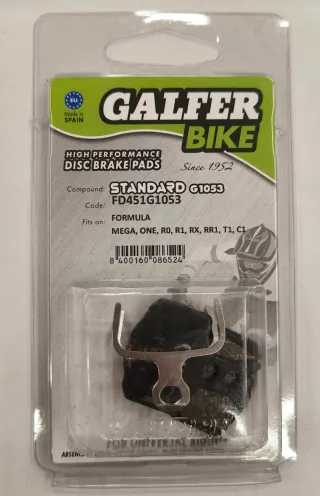 EU
Made in
SPAIN
GALFER
BIKE
HIGH PERFORMANCE
DISC BRAKE PADS
Since 1952
Compound: STANDARD G1053
Code: FD451G1053
Fits on: FORMULA
MEGA, ONE, R0, R1, RX, RR1, T1, C1
8 400160 086524